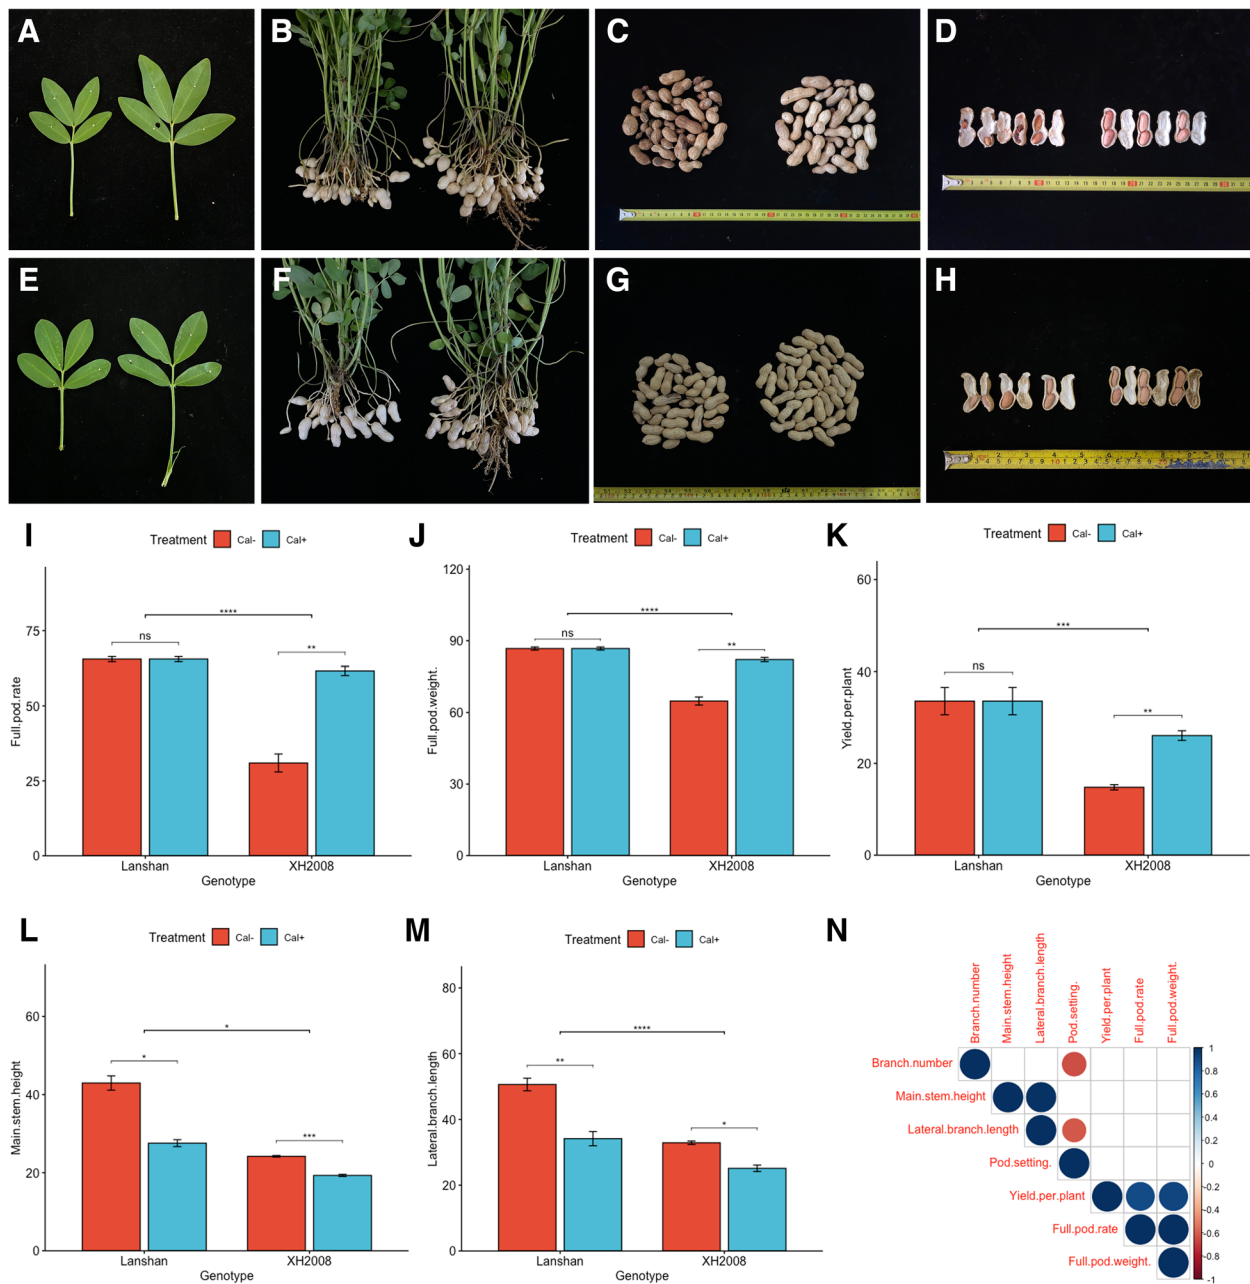 A
B
C
D
E
F
G
H
I
Treatment Cal- Cal+
Full.pod.rate
75
50
25
0
****
ns
**
Lanshan
XH2008
Genotype
J
Treatment Cal- Cal+
Full.pod.weight.
120
90
60
30
0
****
ns
**
Lanshan
XH2008
Genotype
K
Treatment Cal- Cal+
Yield.per.plant
60
40
20
0
***
ns
**
Lanshan
XH2008
Genotype
L
Treatment Cal- Cal+
Main.stem.height
60
40
20
0
*
*
***
Lanshan
XH2008
Genotype
M
Treatment Cal- Cal+
Lateral.branch.length
80
60
40
20
0
****
**
*
Lanshan
XH2008
Genotype
N
Branch.number
Main.stem.height
Lateral.branch.length
Pod.setting.
Yield.per.plant
Full.pod.rate
Full.pod.weight.
Branch.number
Main.stem.height
Lateral.branch.length
Pod.setting.
Yield.per.plant
Full.pod.rate
Full.pod.weight.
1
0.8
0.6
0.4
0.2
0
-0.2
-0.4
-0.6
-0.8
-1